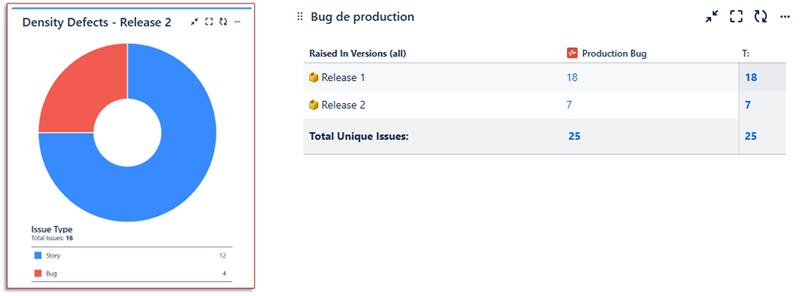 Density Defects - Release 2
Issue Type
Total Issues: 16
Story 12
Bug 4
Bug de production
Raised In Versions (all) Production Bug T:
Release 1 18 18
Release 2 7 7
Total Unique Issues: 25 25